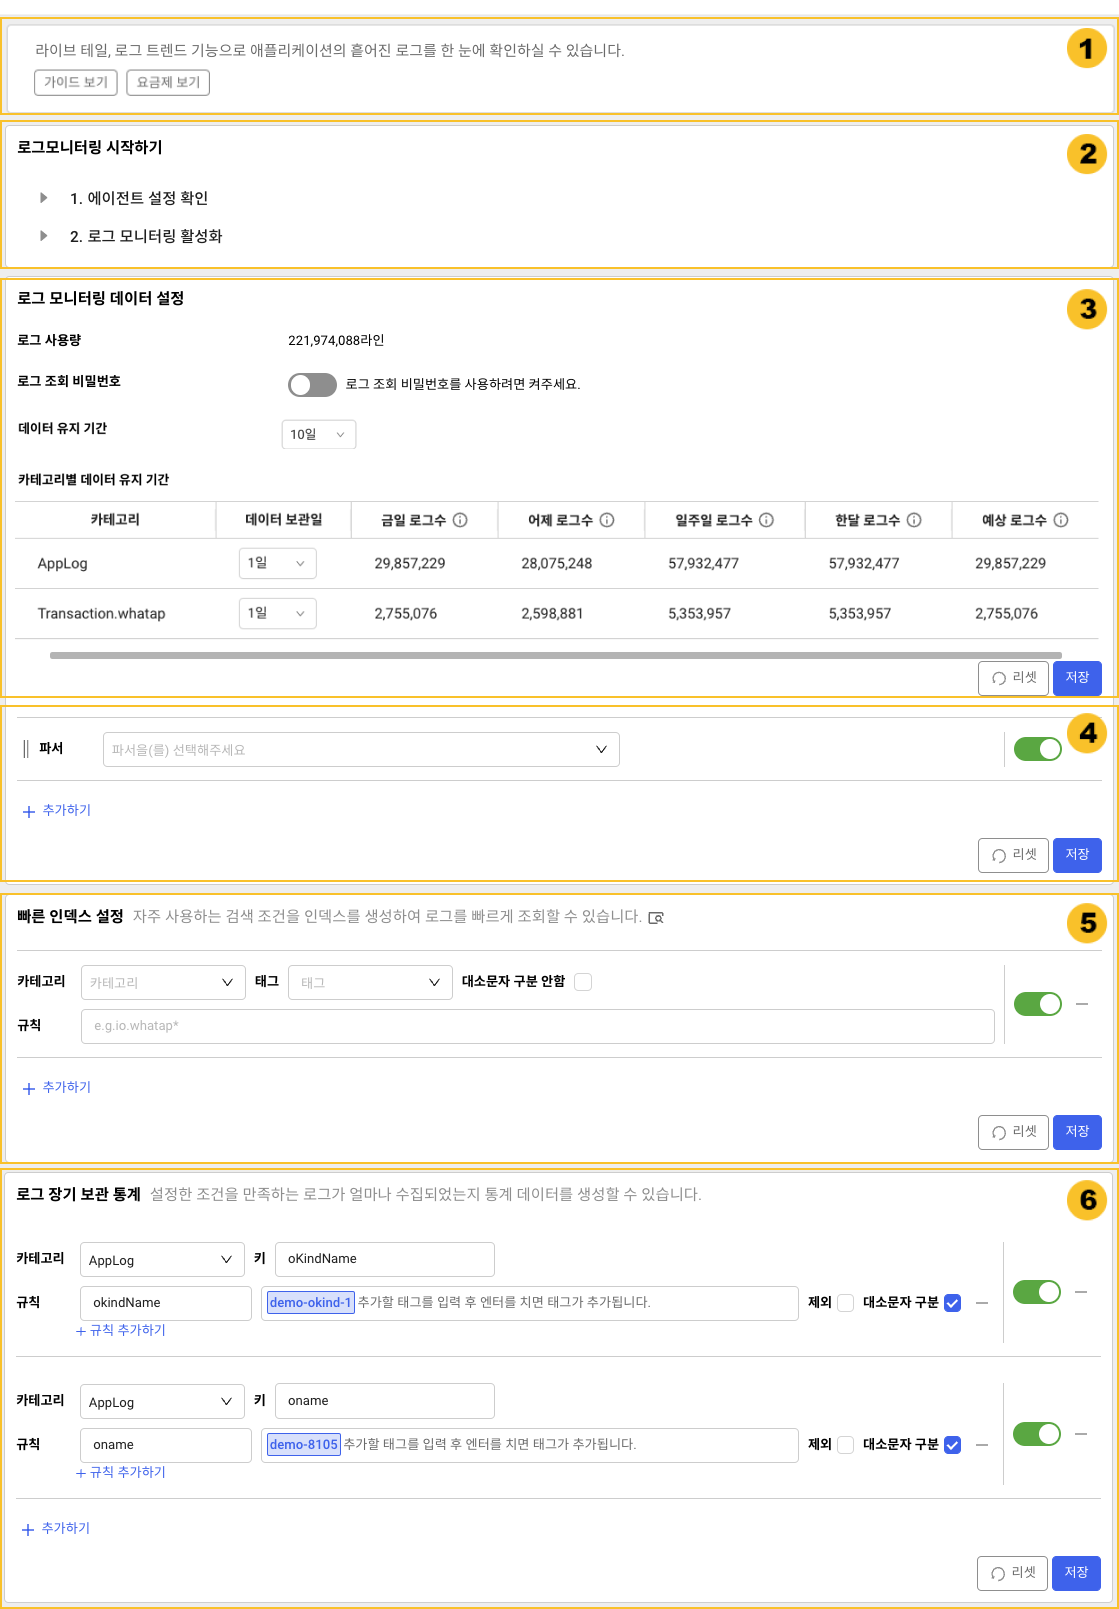 라이브 테일, 로그 트렌드 기능으로 애플리케이션의 흩어진 로그를 한 눈에 확인하실 수 있습니다.
1
가이드 보기 요금제 보기
로그모니터링 시작하기
2
1. 에이전트 설정 확인
2. 로그 모니터링 활성화
로그 모니터링 데이터 설정
3
로그 사용량 221,974,088라인
로그 조회 비밀번호 로그 조회 비밀번호를 사용하려면 켜주세요.
데이터 유지 기간 10일
카테고리별 데이터 유지 기간
카테고리 데이터 보관일 금일 로그수 어제 로그수 일주일 로그수 한달 로그수 예상 로그수
AppLog 1일 29,857,229 28,075,248 57,932,477 57,932,477 29,857,229
Transaction.whatap 1일 2,755,076 2,598,881 5,353,957 5,353,957 2,755,076
리셋 저장
4
파서 파서을(를) 선택해주세요
+ 추가하기
리셋 저장
빠른 인덱스 설정 자주 사용하는 검색 조건을 인덱스를 생성하여 로그를 빠르게 조회할 수 있습니다.
5
카테고리 카테고리 태그 태그 대소문자 구분 안함
규칙 e.g.io.whatap*
+ 추가하기
리셋 저장
로그 장기 보관 통계 설정한 조건을 만족하는 로그가 얼마나 수집되었는지 통계 데이터를 생성할 수 있습니다.
6
카테고리 AppLog 키 oKindName
규칙 okindName demo-okind-1 추가할 태그를 입력 후 엔터를 치면 태그가 추가됩니다. 제외 대소문자 구분
+ 규칙 추가하기
카테고리 AppLog 키 oname
규칙 oname demo-8105 추가할 태그를 입력 후 엔터를 치면 태그가 추가됩니다. 제외 대소문자 구분
+ 규칙 추가하기
+ 추가하기
리셋 저장